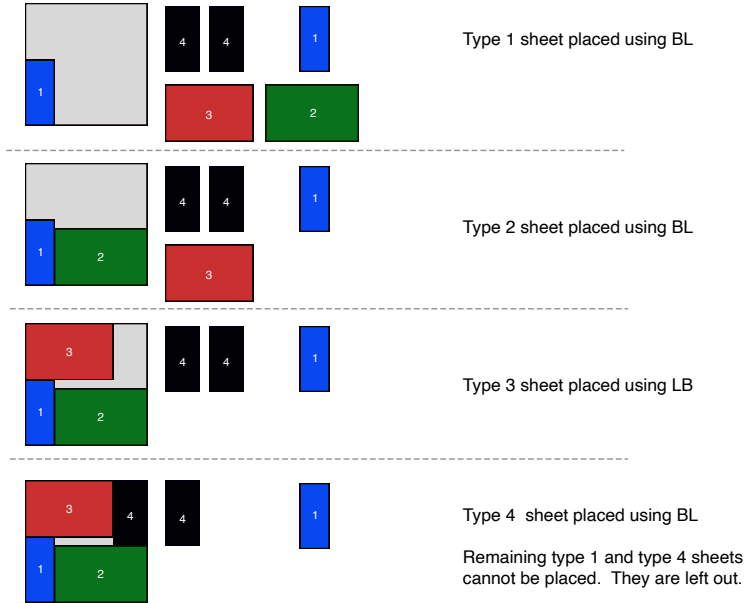 4 4 1 Type 1 sheet placed using BL
1 3 2
4 4 1
1 2 Type 2 sheet placed using BL
3
3 4 4 1
1 2 Type 3 sheet placed using LB
3 4 4 1 Type 4 sheet placed using BL
1 2 Remaining type 1 and type 4 sheets
cannot be placed. They are left out.